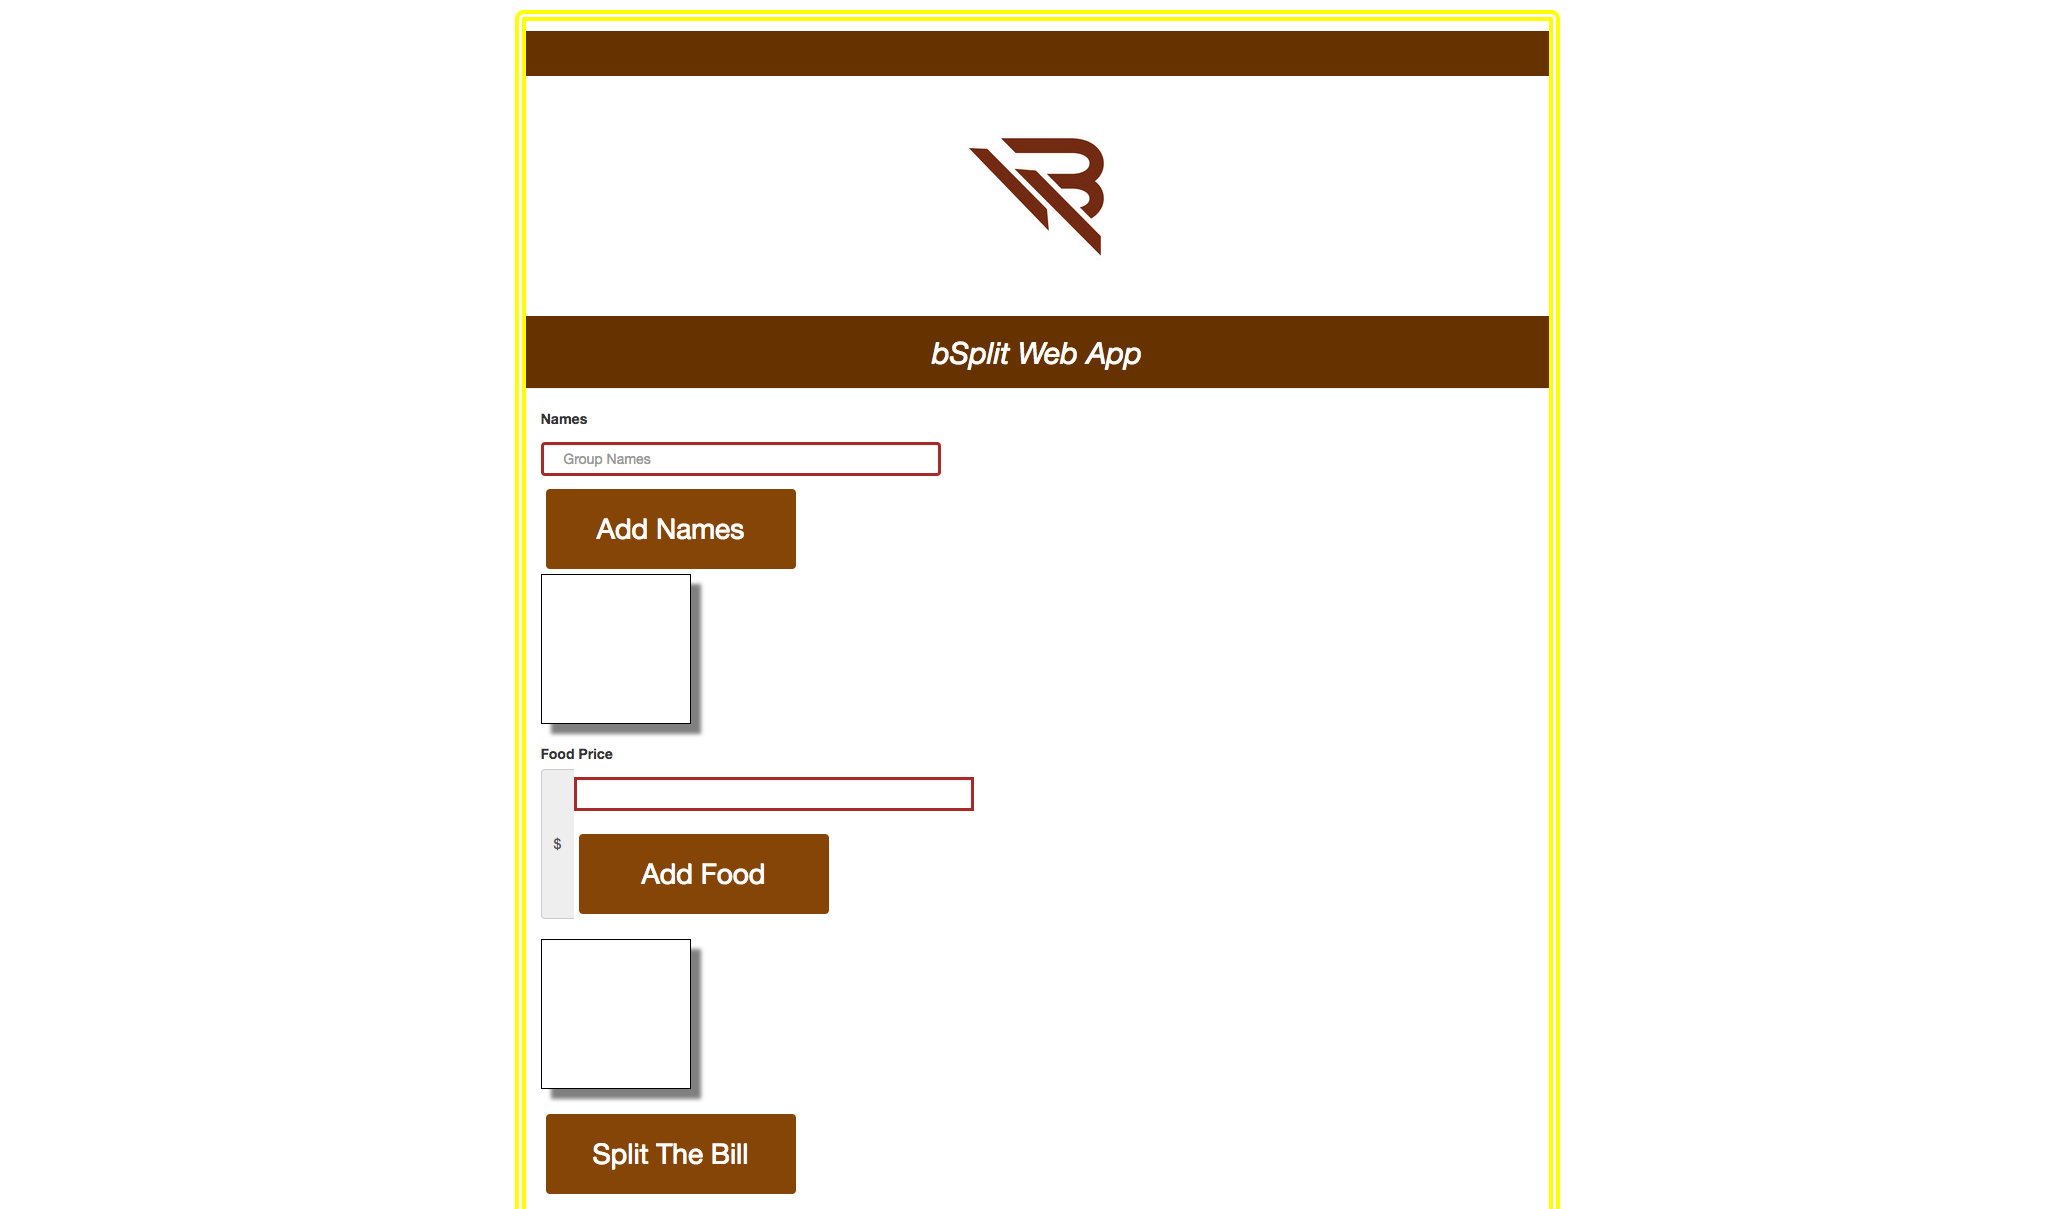 bSplit Web App
Names
Group Names
Add Names
Food Price
$
Add Food
Split The Bill